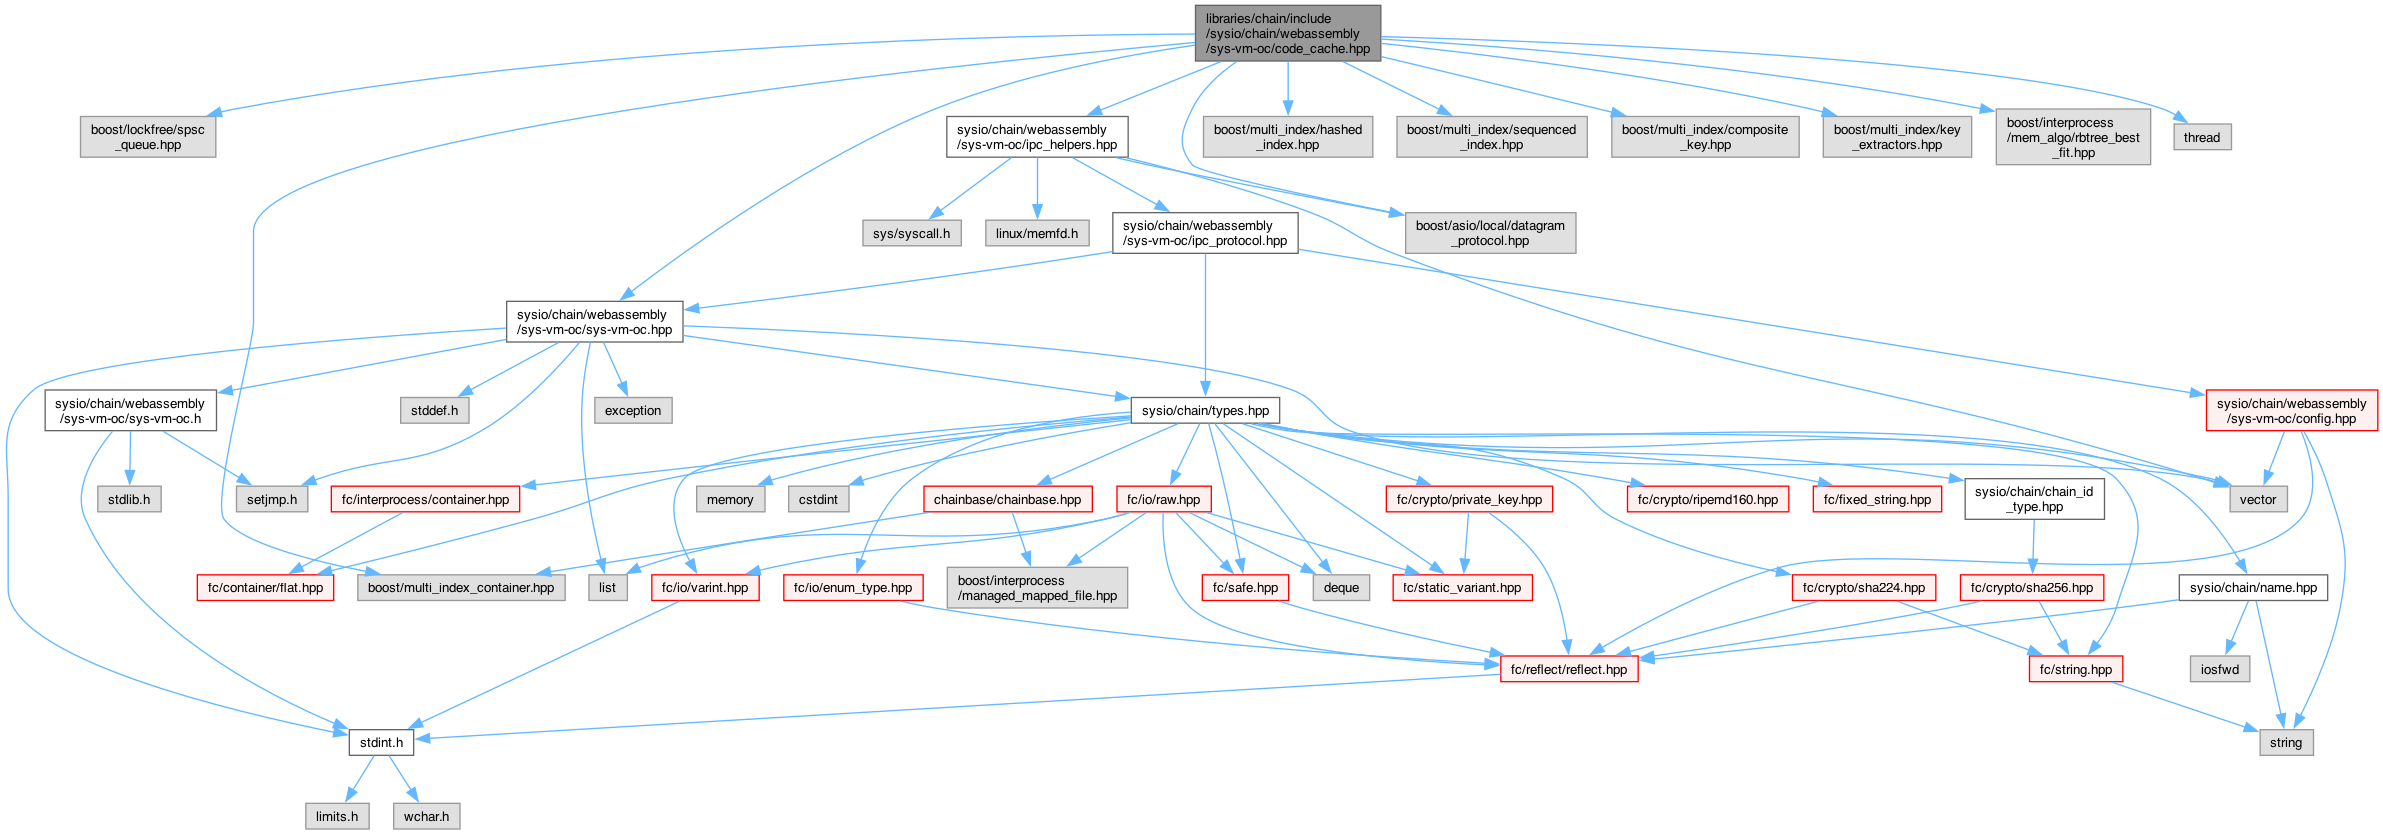 libraries/chain/include
/sysio/chain/webassembly
/sys-vm-oc/code_cache.hpp
boost/lockfree/spsc
_queue.hpp
sysio/chain/webassembly
/sys-vm-oc/ipc_helpers.hpp
boost/multi_index/hashed
_index.hpp
boost/multi_index/sequenced
_index.hpp
boost/multi_index/composite
_key.hpp
boost/multi_index/key
_extractors.hpp
boost/interprocess
/mem_algo/rbtree_best
_fit.hpp
thread
sys/syscall.h
linux/memfd.h
sysio/chain/webassembly
/sys-vm-oc/ipc_protocol.hpp
boost/asio/local/datagram
_protocol.hpp
sysio/chain/webassembly
/sys-vm-oc/sys-vm-oc.hpp
sysio/chain/webassembly
/sys-vm-oc/sys-vm-oc.h
stddef.h
exception
sysio/chain/types.hpp
sysio/chain/webassembly
/sys-vm-oc/config.hpp
stdlib.h
setjmp.h
fc/interprocess/container.hpp
memory
cstdint
chainbase/chainbase.hpp
fc/io/raw.hpp
fc/crypto/private_key.hpp
fc/crypto/ripemd160.hpp
fc/fixed_string.hpp
sysio/chain/chain_id
_type.hpp
vector
fc/container/flat.hpp
boost/multi_index_container.hpp
list
fc/io/varint.hpp
fc/io/enum_type.hpp
boost/interprocess
/managed_mapped_file.hpp
fc/safe.hpp
deque
fc/static_variant.hpp
fc/crypto/sha224.hpp
fc/crypto/sha256.hpp
sysio/chain/name.hpp
fc/reflect/reflect.hpp
fc/string.hpp
iosfwd
stdint.h
string
limits.h
wchar.h